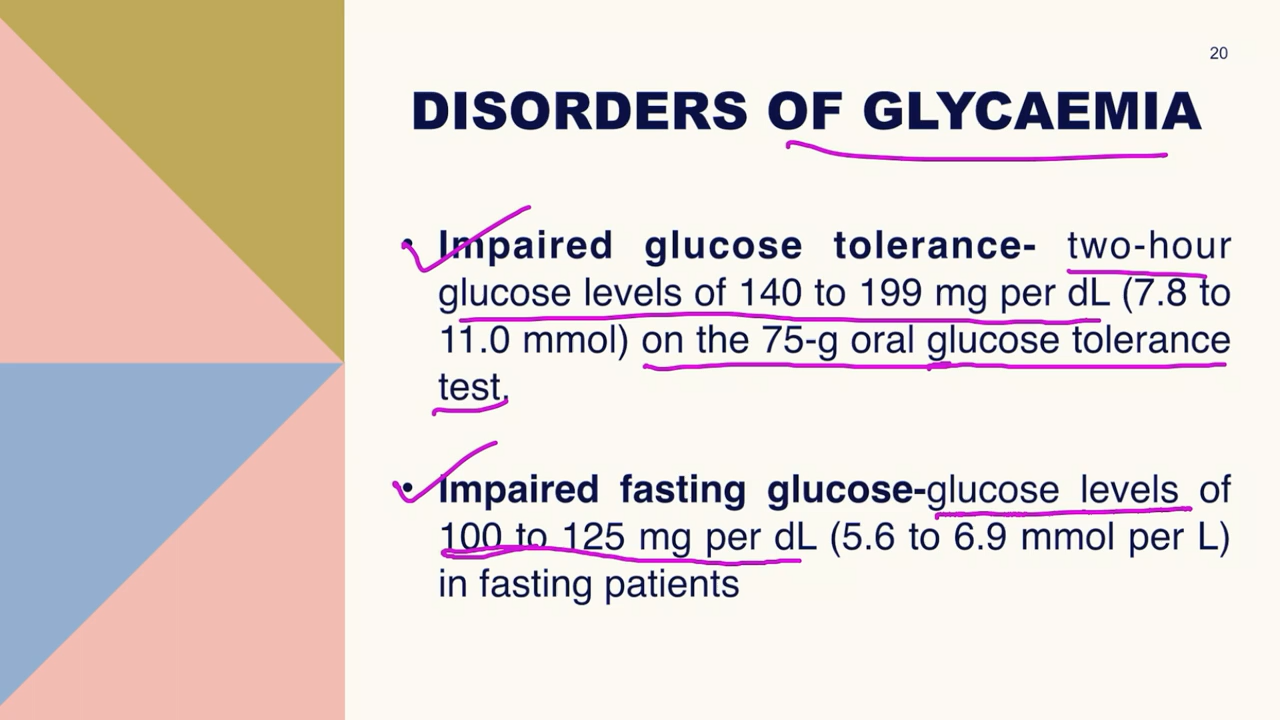 20
DISORDERS OF GLYCAEMIA
• Impaired glucose tolerance- two-hour
glucose levels of 140 to 199 mg per dL (7.8 to
11.0 mmol) on the 75-g oral glucose tolerance
test.
• Impaired fasting glucose-glucose levels of
100 to 125 mg per dL (5.6 to 6.9 mmol per L)
in fasting patients